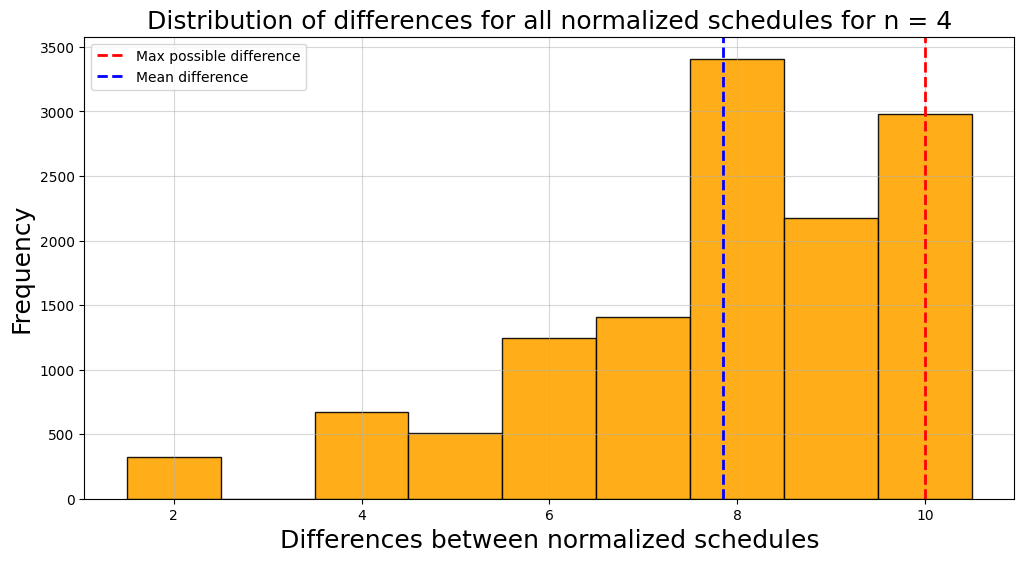 Distribution of differences for all normalized schedules for n = 4
Max possible difference
Mean difference
Frequency
3500
3000
2500
2000
1500
1000
500
0
2 4 6 8 10
Differences between normalized schedules